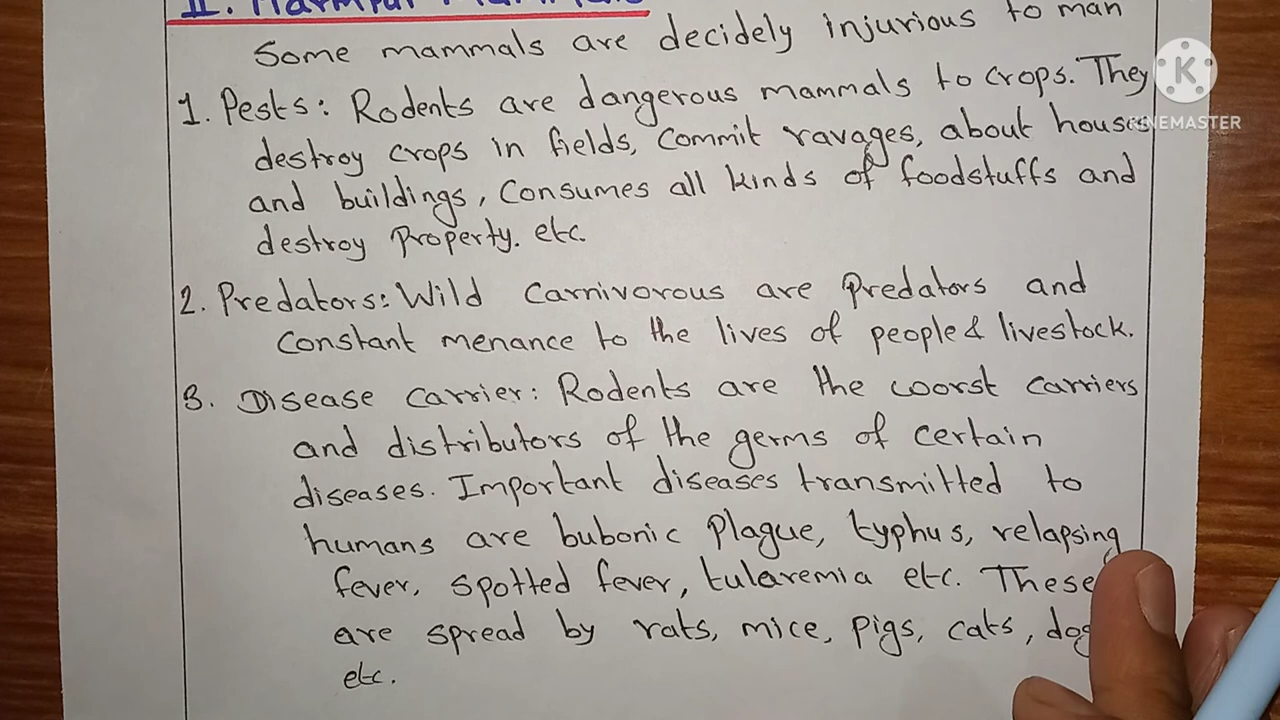 II. Harmful Mammals
Some mammals are decidely injurious to man
1. Pests: Rodents are dangerous mammals to crops. They
destroy crops in fields, commit ravages, about houses
and buildings, consumes all kinds of foodstuffs and
destroy property. etc.
2. Predators: Wild carnivorous are predators and
constant menance to the lives of people & livestock.
3. Disease carrier: Rodents are the worst carriers
and distributors of the germs of certain
diseases. Important diseases transmitted to
humans are bubonic plague, typhus, relapsing
fever, spotted fever, tularemia etc. These
are spread by rats, mice, pigs, cats, dog
etc.
K
KINEMASTER